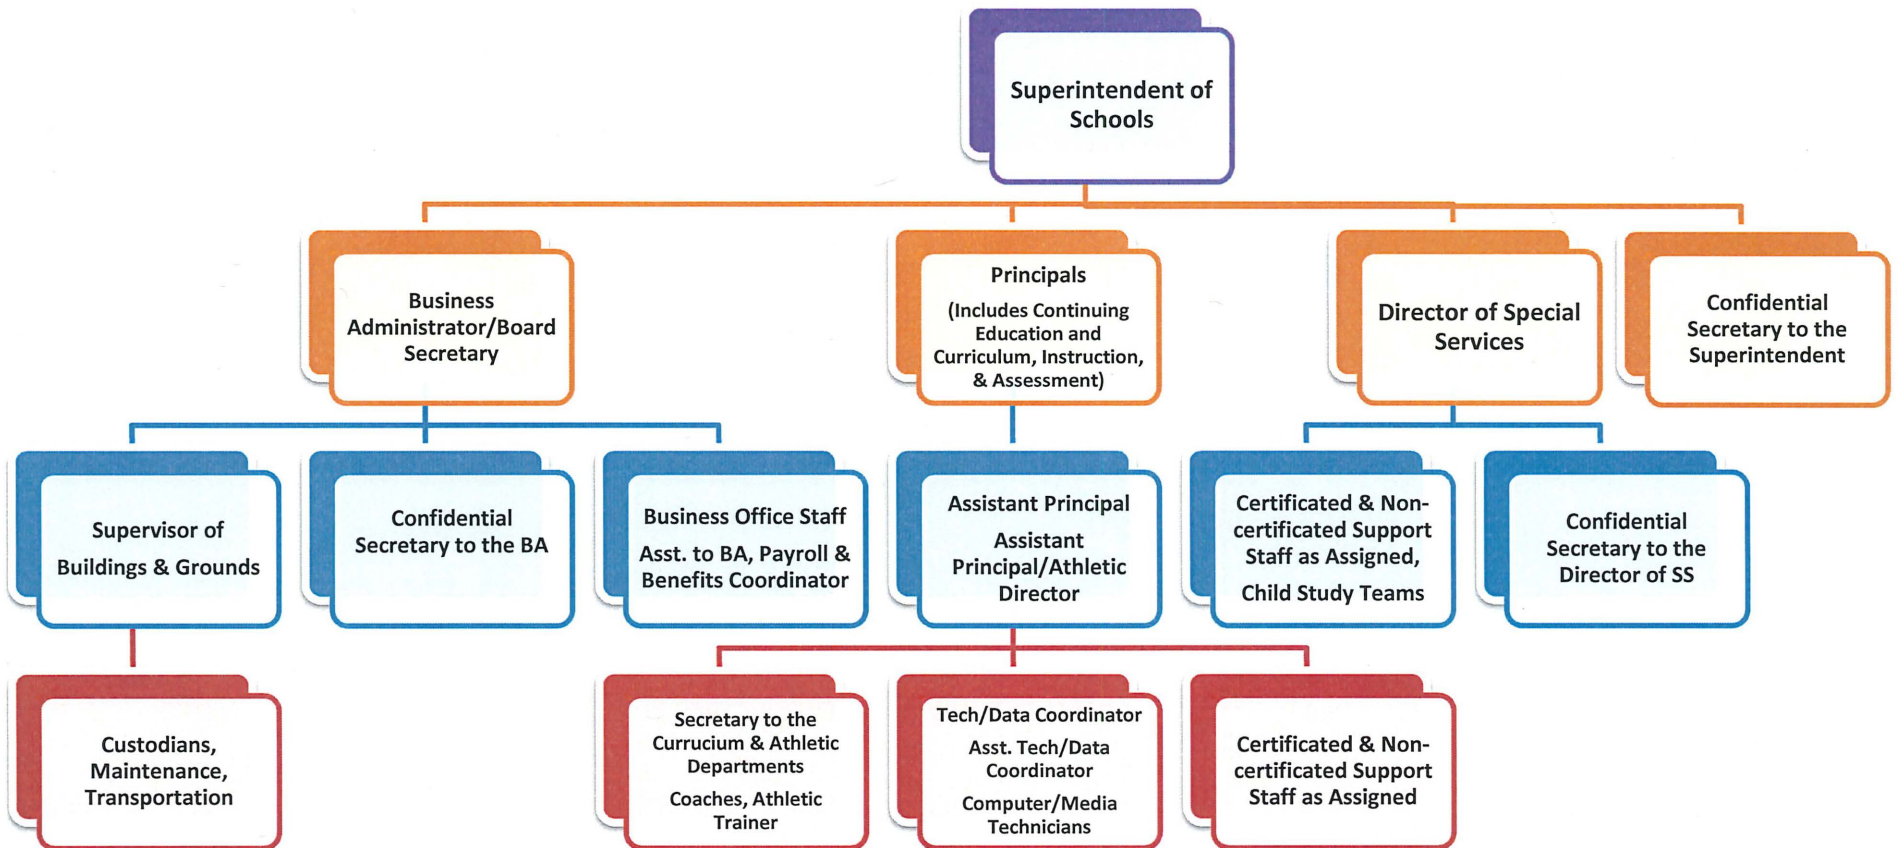 Superintendent of
Schools
Business
Administrator/Board
Secretary
Principals
(Includes Continuing
Education and
Curriculum, Instruction,
& Assessment)
Director of Special
Services
Confidential
Secretary to the
Superintendent
Supervisor of
Buildings & Grounds
Confidential
Secretary to the BA
Business Office Staff
Asst. to BA, Payroll &
Benefits Coordinator
Assistant Principal
Assistant
Principal/Athletic
Director
Certificated & Non-
certificated Support
Staff as Assigned,
Child Study Teams
Confidential
Secretary to the
Director of SS
Custodians,
Maintenance,
Transportation
Secretary to the
Currucium & Athletic
Departments
Coaches, Athletic
Trainer
Tech/Data Coordinator
Asst. Tech/Data
Coordinator
Computer/Media
Technicians
Certificated & Non-
certificated Support
Staff as Assigned